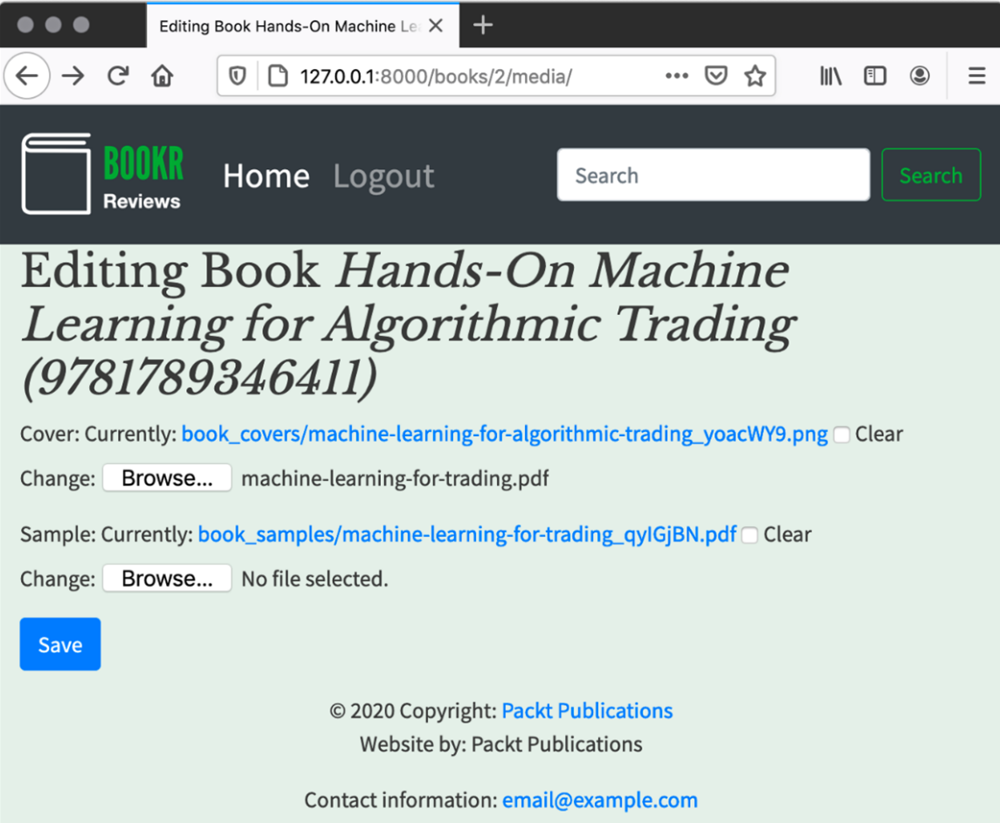 Editing Book Hands-On Machine Le
127.0.0.1:8000/books/2/media/
BOOKR
Reviews
Home Logout
Search
Search
Editing Book Hands-On Machine
Learning for Algorithmic Trading
(9781789346411)
Cover: Currently: book_covers/machine-learning-for-algorithmic-trading_yoacWY9.png Clear
Change: Browse... machine-learning-for-trading.pdf
Sample: Currently: book_samples/machine-learning-for-trading_qyIGjBN.pdf Clear
Change: Browse... No file selected.
Save
© 2020 Copyright: Packt Publications
Website by: Packt Publications
Contact information: email@example.com